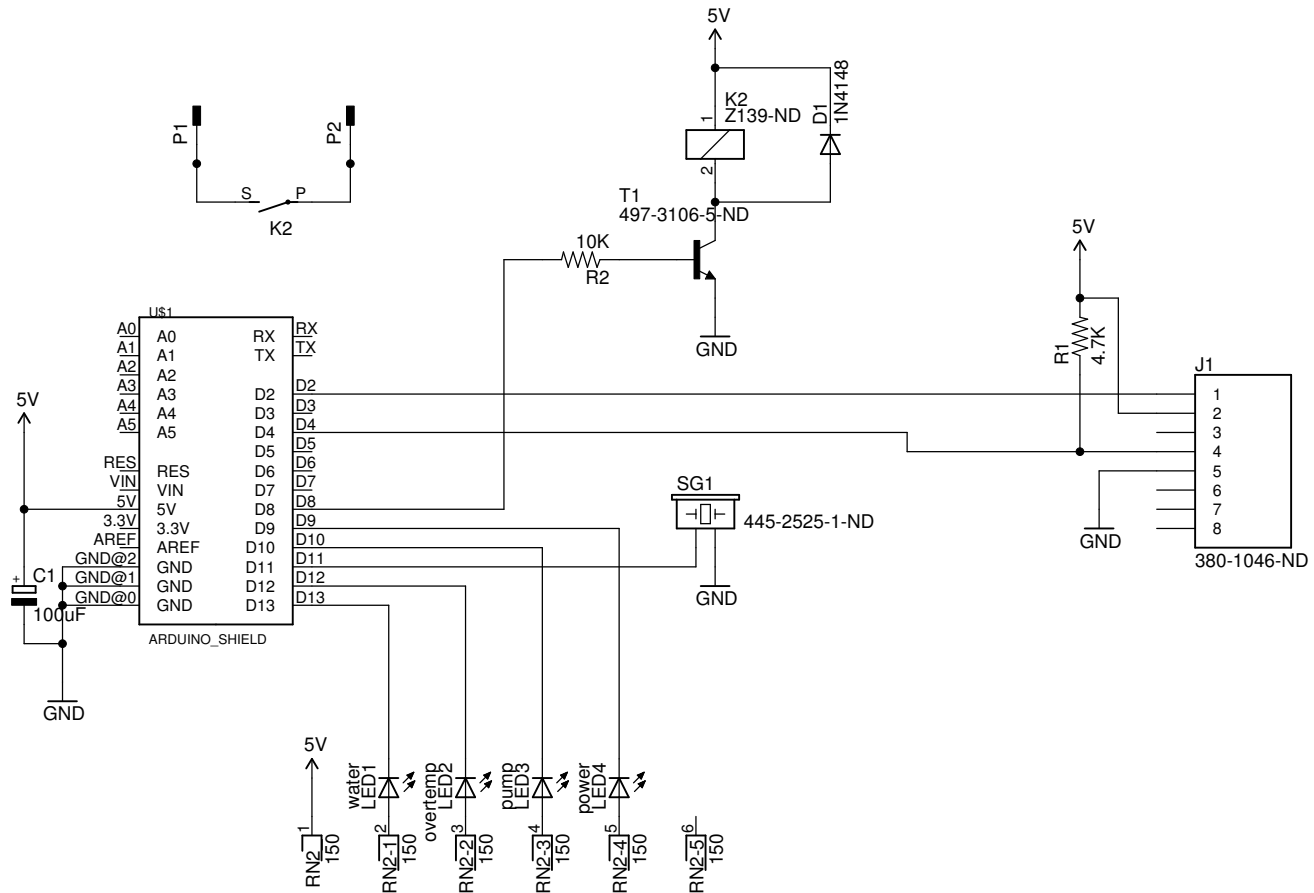 5V
K2
Z139-ND
1
2
D1
1N4148
P1
P2
S P
K2
T1
497-3106-5-ND
10K
R2
GND
5V
R1
4.7K
J1
1
2
3
4
5
6
7
8
GND
380-1046-ND
U$1
A0 A0 RX RX
A1 A1 TX TX
A2 A2
A3 A3 D2 D2
A4 A4 D3 D3
A5 A5 D4 D4
D5 D5
RES RES D6 D6
VIN VIN D7 D7
5V 5V D8 D8
3.3V 3.3V D9 D9
AREF AREF D10 D10
GND@2 GND D11 D11
GND@1 GND D12 D12
GND@0 GND D13 D13
ARDUINO_SHIELD
5V
+
C1
100uF
GND
SG1
445-2525-1-ND
GND
5V
water
LED1
overtemp
LED2
pump
LED3
power
LED4
1
RN2
150
2
RN2-1
150
3
RN2-2
150
4
RN2-3
150
5
RN2-4
150
6
RN2-5
150